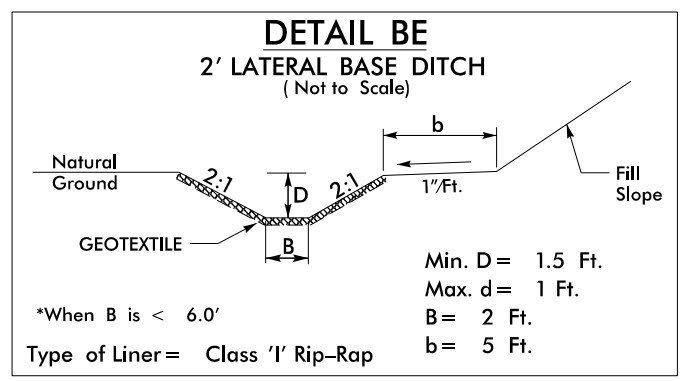 DETAIL BE
2' LATERAL BASE DITCH
( Not to Scale)
b
Natural
Ground
2:1
D
2:1
1"/Ft.
Fill
Slope
GEOTEXTILE
B
Min. D = 1.5 Ft.
Max. d = 1 Ft.
*When B is < 6.0'
B = 2 Ft.
b = 5 Ft.
Type of Liner = Class 'I' Rip-Rap